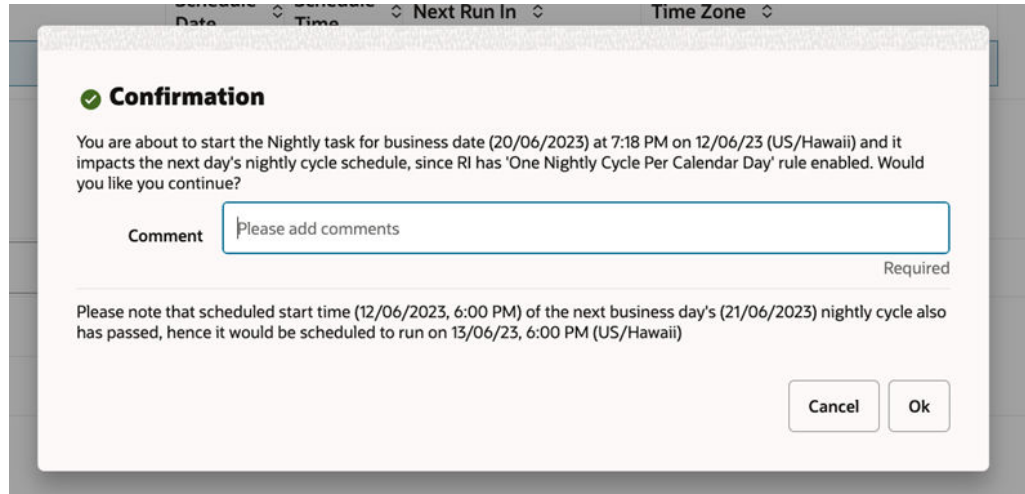 Schedule Schedule Next Run In Time Zone
Date Time
Confirmation
You are about to start the Nightly task for business date (20/06/2023) at 7:18 PM on 12/06/23 (US/Hawaii) and it
impacts the next day's nightly cycle schedule, since RI has 'One Nightly Cycle Per Calendar Day' rule enabled. Would
you like you continue?
Comment Please add comments
Required
Please note that scheduled start time (12/06/2023, 6:00 PM) of the next business day's (21/06/2023) nightly cycle also
has passed, hence it would be scheduled to run on 13/06/23, 6:00 PM (US/Hawaii)
Cancel Ok